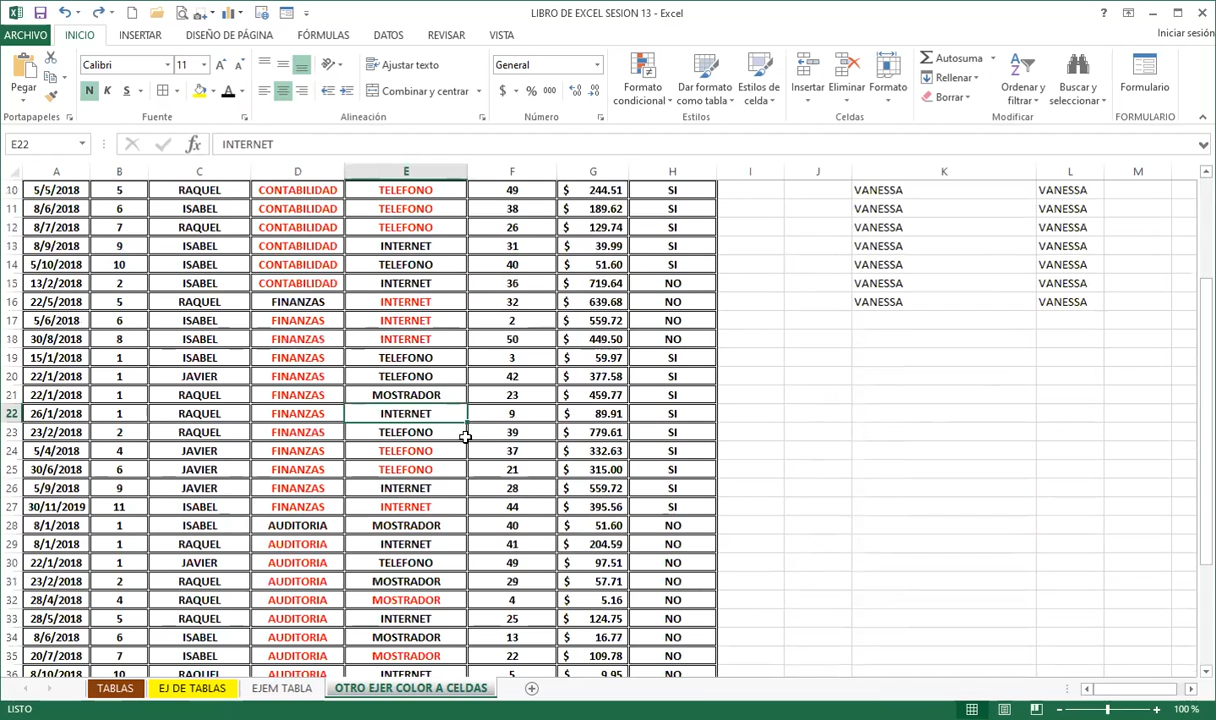 LIBRO DE EXCEL SESION 13 - Excel
ARCHIVO INICIO INSERTAR DISEÑO DE PÁGINA FÓRMULAS DATOS REVISAR VISTA Iniciar sesión
Calibri 11 Ajustar texto General Autosuma
Pegar N K S Combinar y centrar $ % 000 Formato condicional Dar formato como tabla Estilos de celda Insertar Eliminar Formato Rellenar Borrar Ordenar y filtrar Buscar y seleccionar Formulario
Portapapeles Fuente Alineación Número Estilos Celdas Modificar FORMULARIO
E22 fx INTERNET
A B C D E F G H I J K L M
10 5/5/2018 5 RAQUEL CONTABILIDAD TELEFONO 49 $ 244.51 SI VANESSA VANESSA
11 8/6/2018 6 ISABEL CONTABILIDAD TELEFONO 38 $ 189.62 SI VANESSA VANESSA
12 8/7/2018 7 RAQUEL CONTABILIDAD TELEFONO 26 $ 129.74 SI VANESSA VANESSA
13 8/9/2018 9 ISABEL CONTABILIDAD INTERNET 31 $ 39.99 SI VANESSA VANESSA
14 5/10/2018 10 ISABEL CONTABILIDAD TELEFONO 40 $ 51.60 SI VANESSA VANESSA
15 13/2/2018 2 ISABEL CONTABILIDAD INTERNET 36 $ 719.64 NO VANESSA VANESSA
16 22/5/2018 5 RAQUEL FINANZAS INTERNET 32 $ 639.68 NO VANESSA VANESSA
17 5/6/2018 6 ISABEL FINANZAS INTERNET 2 $ 559.72 NO
18 30/8/2018 8 ISABEL FINANZAS INTERNET 50 $ 449.50 NO
19 15/1/2018 1 ISABEL FINANZAS TELEFONO 3 $ 59.97 SI
20 22/1/2018 1 JAVIER FINANZAS TELEFONO 42 $ 377.58 SI
21 22/1/2018 1 RAQUEL FINANZAS MOSTRADOR 23 $ 459.77 SI
22 26/1/2018 1 RAQUEL FINANZAS INTERNET 9 $ 89.91 SI
23 23/2/2018 2 RAQUEL FINANZAS TELEFONO 39 $ 779.61 SI
24 5/4/2018 4 JAVIER FINANZAS TELEFONO 37 $ 332.63 SI
25 30/6/2018 6 JAVIER FINANZAS TELEFONO 21 $ 315.00 SI
26 5/9/2018 9 JAVIER FINANZAS INTERNET 28 $ 559.72 SI
27 30/11/2019 11 ISABEL FINANZAS INTERNET 44 $ 395.56 SI
28 8/1/2018 1 ISABEL AUDITORIA MOSTRADOR 40 $ 51.60 NO
29 8/1/2018 1 RAQUEL AUDITORIA INTERNET 41 $ 204.59 NO
30 22/1/2018 1 JAVIER AUDITORIA TELEFONO 49 $ 97.51 NO
31 23/2/2018 2 RAQUEL AUDITORIA MOSTRADOR 29 $ 57.71 NO
32 28/4/2018 4 RAQUEL AUDITORIA MOSTRADOR 4 $ 5.16 NO
33 28/5/2018 5 RAQUEL AUDITORIA INTERNET 25 $ 124.75 NO
34 8/6/2018 6 ISABEL AUDITORIA MOSTRADOR 13 $ 16.77 NO
35 20/7/2018 7 ISABEL AUDITORIA MOSTRADOR 22 $ 109.78 NO
36 8/10/2018 10 RAQUEL AUDITORIA INTERNET 5 $ 9.95 NO
TABLAS EJ DE TABLAS EJEM TABLA OTRO EJER COLOR A CELDAS
LISTO 100 %